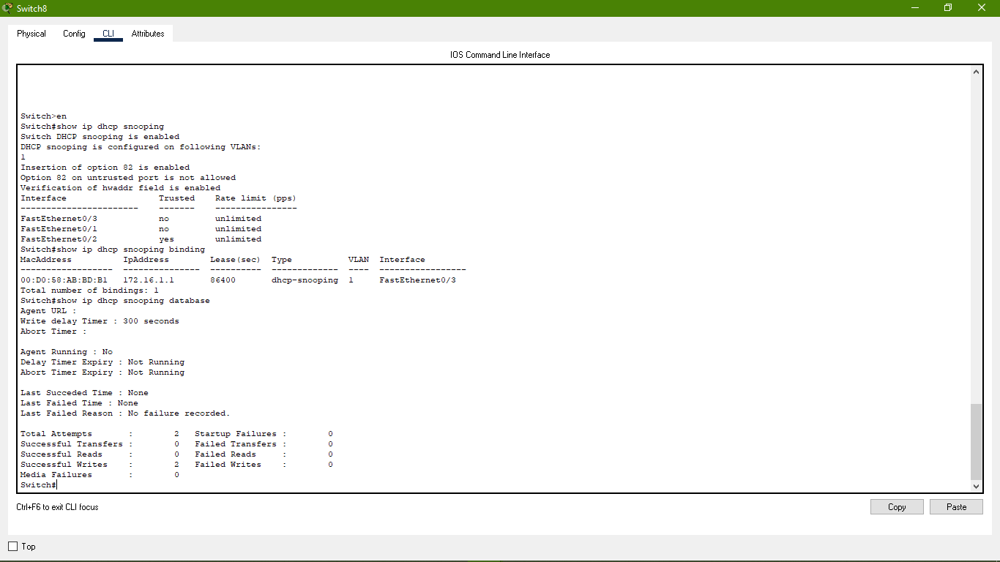 Switch8
Physical Config CLI Attributes
IOS Command Line Interface
Switch>en
Switch#show ip dhcp snooping
Switch DHCP snooping is enabled
DHCP snooping is configured on following VLANs:
1
Insertion of option 82 is enabled
Option 82 on untrusted port is not allowed
Verification of hwaddr field is enabled
Interface                  Trusted    Rate limit (pps)
-----------------------    -------    ----------------
FastEthernet0/3            no         unlimited
FastEthernet0/1            no         unlimited
FastEthernet0/2            yes        unlimited
Switch#show ip dhcp snooping binding
MacAddress          IpAddress        Lease(sec)  Type           VLAN  Interface
------------------  ---------------  ----------  -------------  ----  -----------------
00:D0:58:AB:BD:B1   172.16.1.1       86400       dhcp-snooping  1     FastEthernet0/3
Total number of bindings: 1
Switch#show ip dhcp snooping database
Agent URL :
Write delay Timer : 300 seconds
Abort Timer :
Agent Running : No
Delay Timer Expiry : Not Running
Abort Timer Expiry : Not Running
Last Succeded Time : None
Last Failed Time : None
Last Failed Reason : No failure recorded.
Total Attempts       :        2   Startup Failures :        0
Successful Transfers :        0   Failed Transfers :        0
Successful Reads     :        0   Failed Reads     :        0
Successful Writes    :        2   Failed Writes    :        0
Media Failures       :        0
Switch#
Ctrl+F6 to exit CLI focus
Copy Paste
Top